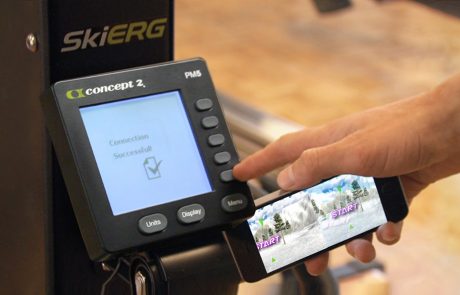 SkiERG
concept 2
PM5
Connection
Successful!
Units
Display
Menu
START
START